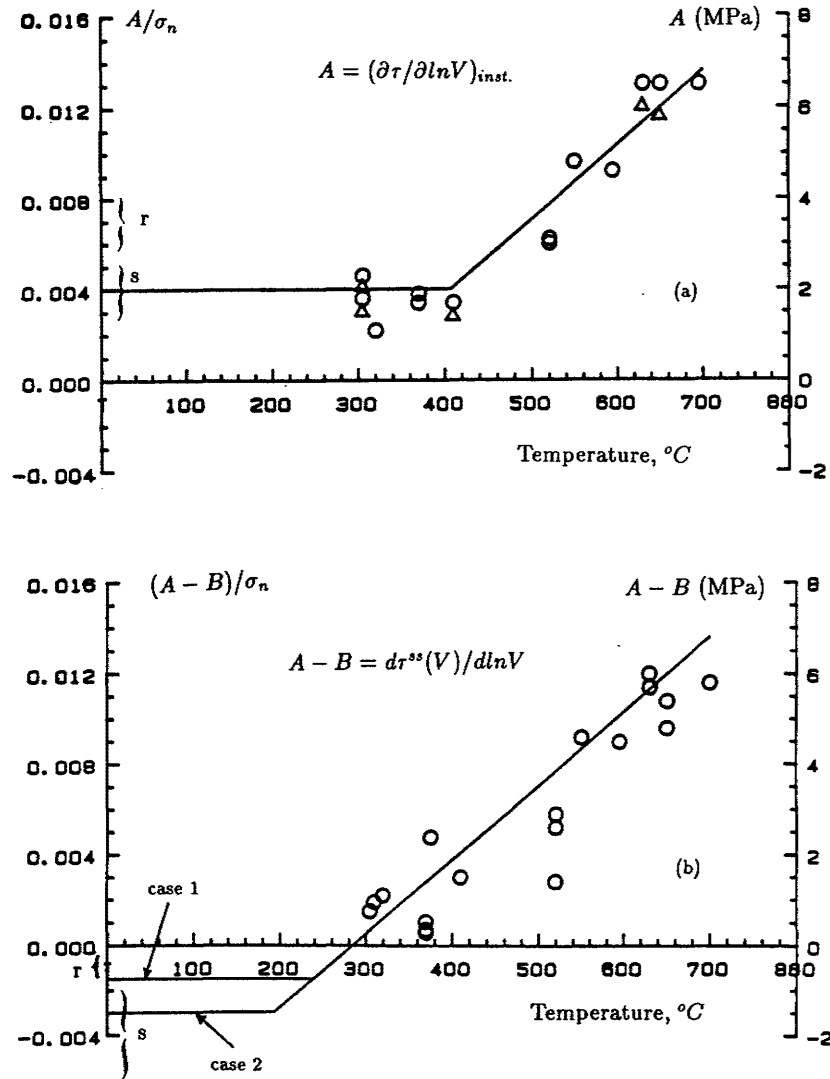 0.016 A/σn A (MPa) 8
A = (∂τ/∂lnV)inst.
0.012 6
0.008 4
r
s
0.004 (a) 2
0.000 0
100 200 300 400 500 600 700 880
Temperature, °C
-0.004 -2
0.016 (A − B)/σn A − B (MPa) 8
A − B = dτss(V)/dlnV
0.012 6
0.008 4
0.004 2
(b)
case 1
0.000 0
r 100 200 300 400 500 600 700 880
s Temperature, °C
-0.004 -2
case 2